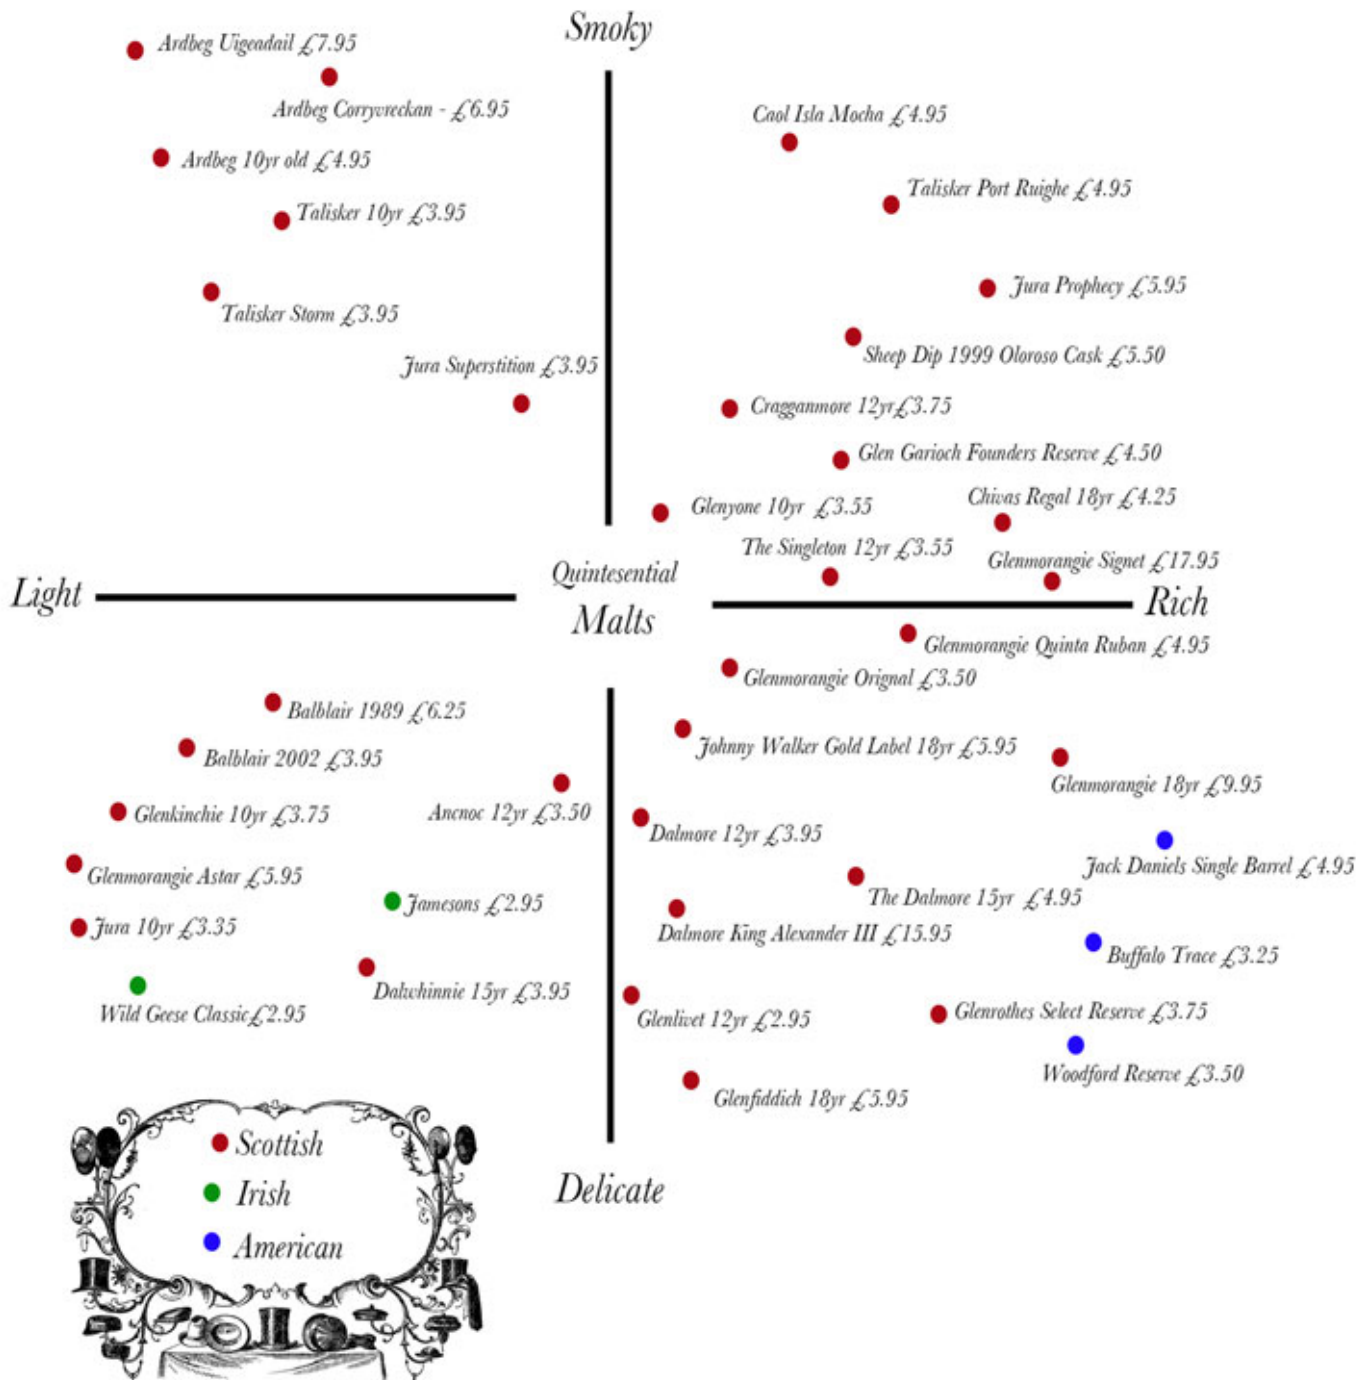 Smoky
Ardbeg Uigeadail £7.95
Ardbeg Corryvreckan - £6.95
Caol Isla Mocha £4.95
Ardbeg 10yr old £4.95
Talisker Port Ruighe £4.95
Talisker 10yr £3.95
Jura Prophecy £5.95
Talisker Storm £3.95
Sheep Dip 1999 Oloroso Cask £5.50
Jura Superstition £3.95
Cragganmore 12yr£3.75
Glen Garioch Founders Reserve £4.50
Chivas Regal 18yr £4.25
Glenyone 10yr £3.55
The Singleton 12yr £3.55
Glenmorangie Signet £17.95
Quintesential
Malts
Light
Rich
Glenmorangie Quinta Ruban £4.95
Glenmorangie Orignal £3.50
Balblair 1989 £6.25
Johnny Walker Gold Label 18yr £5.95
Balblair 2002 £3.95
Glenmorangie 18yr £9.95
Ancnoc 12yr £3.50
Glenkinchie 10yr £3.75
Dalmore 12yr £3.95
Jack Daniels Single Barrel £4.95
Glenmorangie Astar £5.95
The Dalmore 15yr £4.95
Jamesons £2.95
Jura 10yr £3.35
Dalmore King Alexander III £15.95
Buffalo Trace £3.25
Dalwhinnie 15yr £3.95
Wild Geese Classic£2.95
Glenlivet 12yr £2.95
Glenrothes Select Reserve £3.75
Woodford Reserve £3.50
Glenfiddich 18yr £5.95
Delicate
Scottish
Irish
American